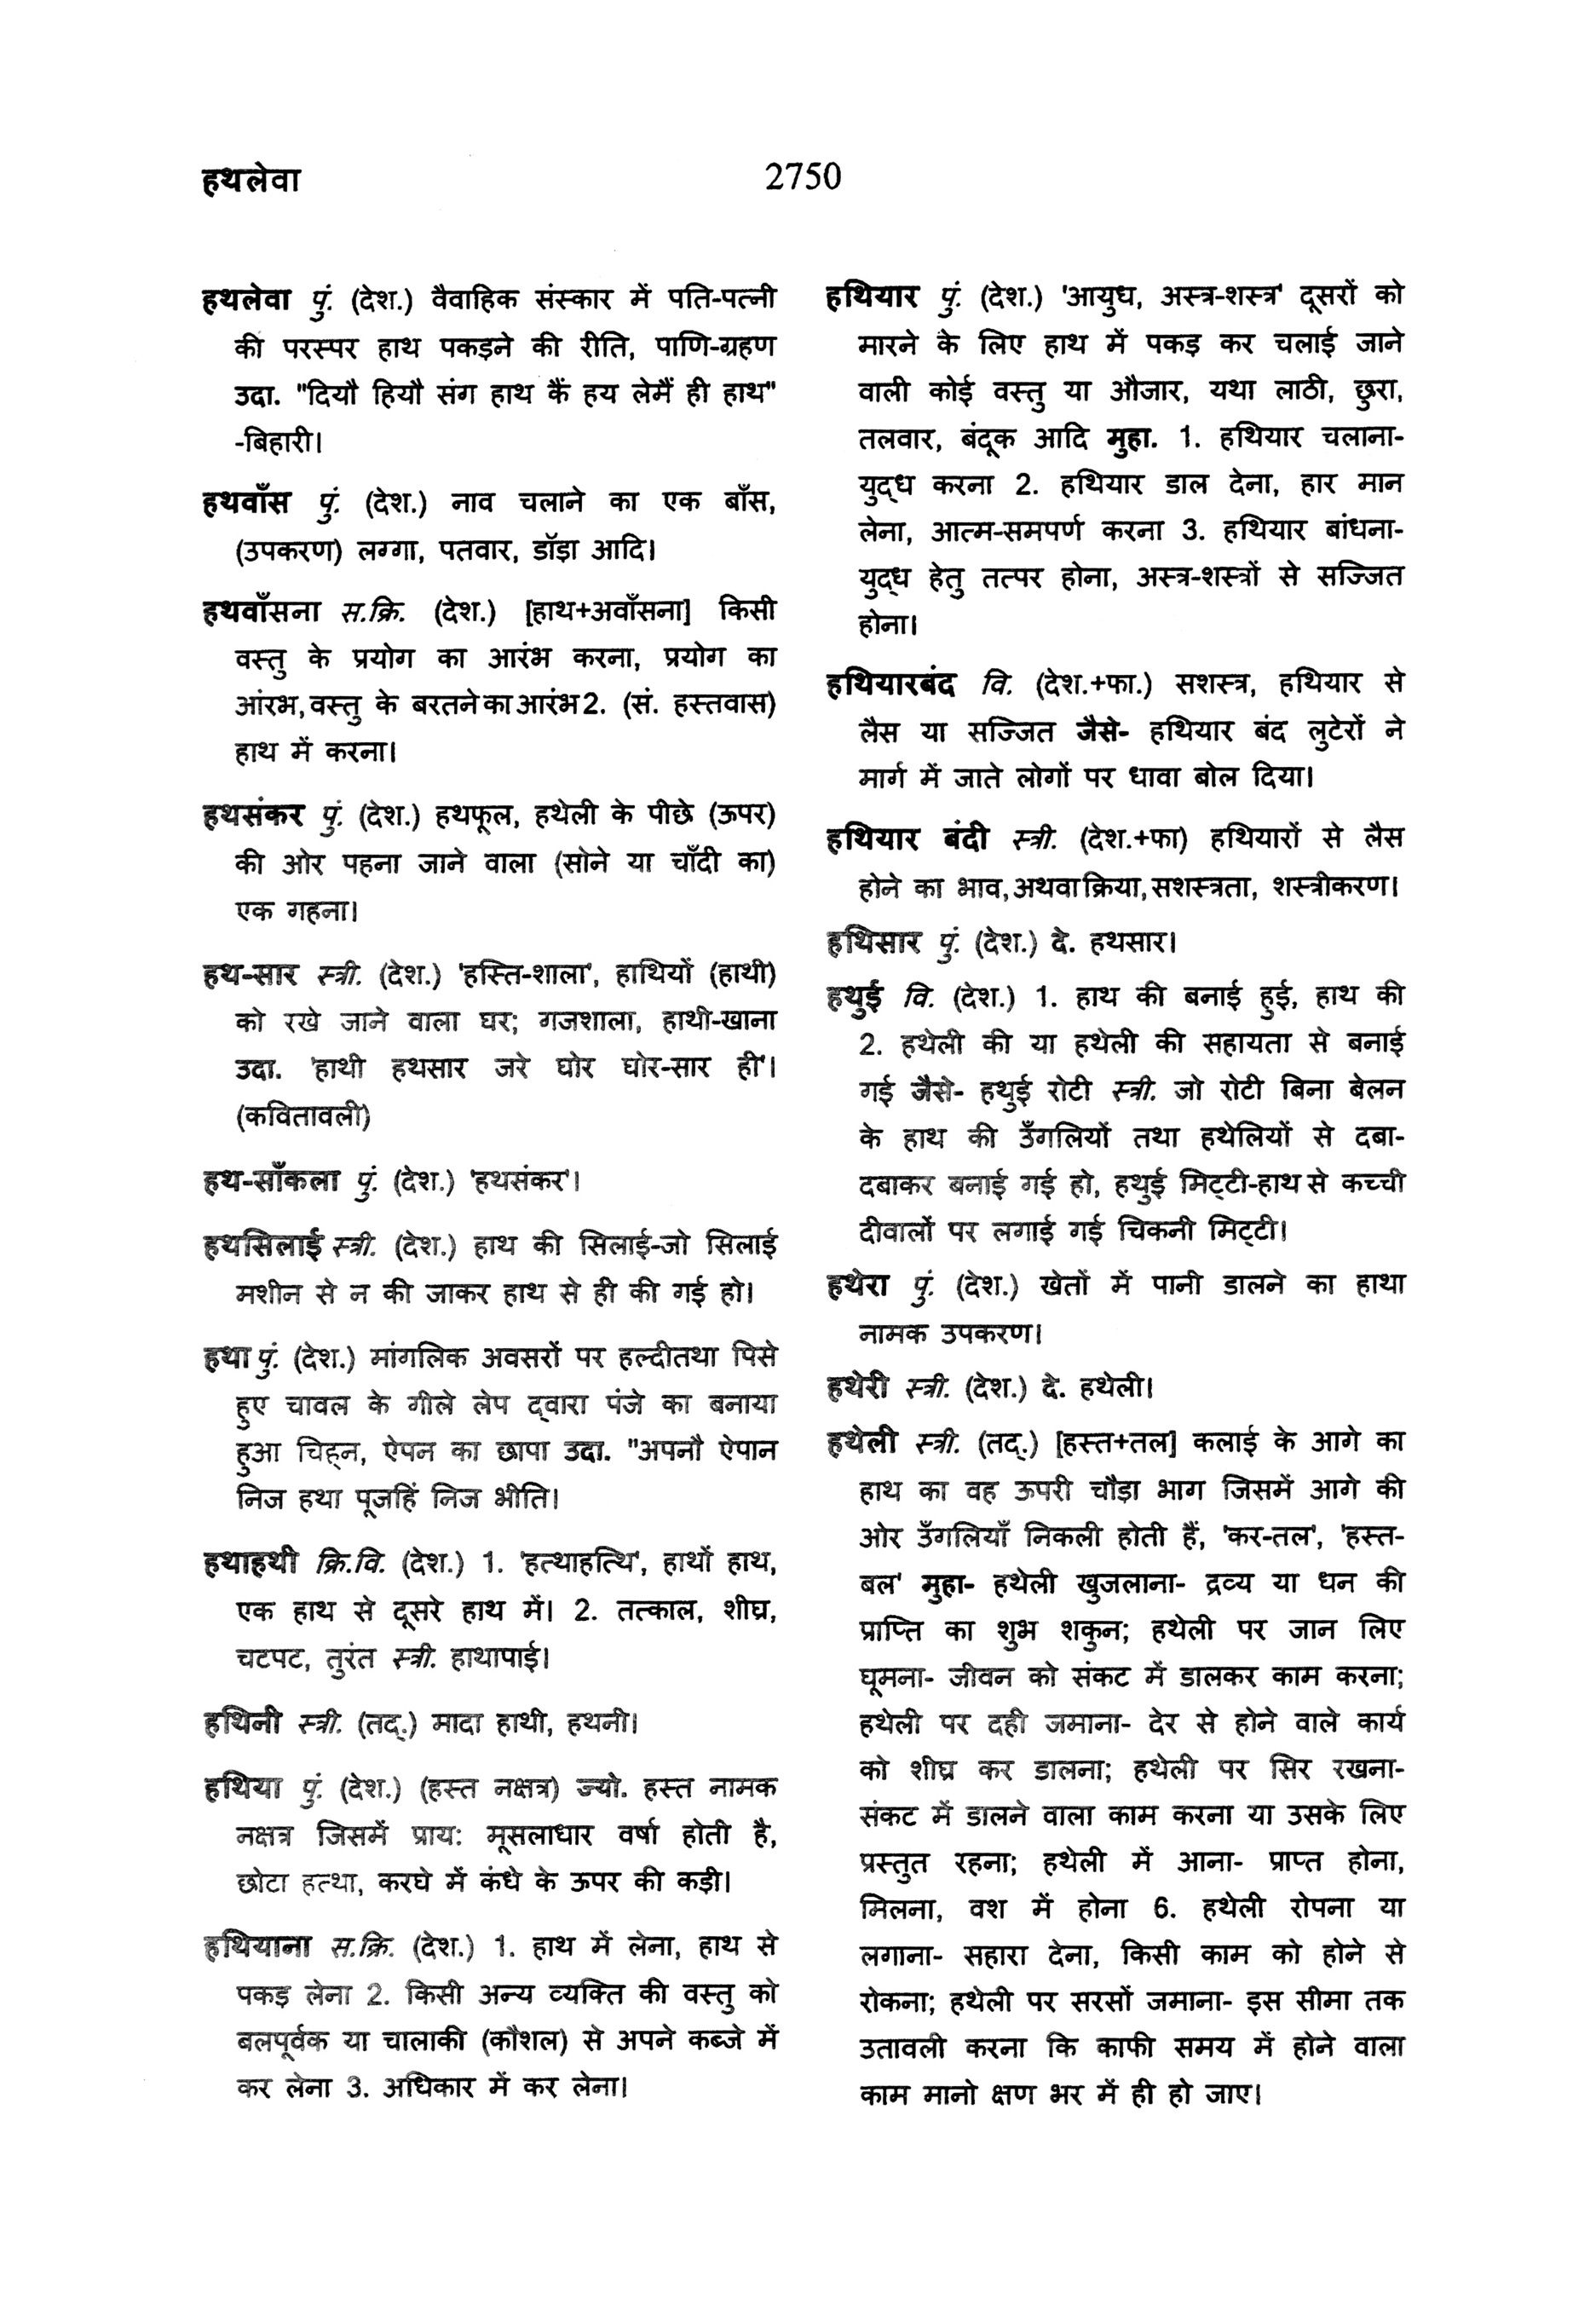 हथलेवा
2750
हथलेवा पुं. (देश.) वैवाहिक संस्कार में पति-पत्नी
की परस्पर हाथ पकड़ने की रीति, पाणि-ग्रहण
उदा. "दियौ हियौ संग हाथ कैं हय लेमैं ही हाथ"
-बिहारी।
हथवाँस पुं. (देश.) नाव चलाने का एक बाँस,
(उपकरण) लग्गा, पतवार, डॉड़ा आदि।
हथवाँसना स.क्रि. (देश.) [हाथ+अवाँसना] किसी
वस्तु के प्रयोग का आरंभ करना, प्रयोग का
आंरभ, वस्तु के बरतने का आरंभ 2. (सं. हस्तवास)
हाथ में करना।
हथसंकर पुं. (देश.) हथफूल, हथेली के पीछे (ऊपर)
की ओर पहना जाने वाला (सोने या चाँदी का)
एक गहना।
हथ-सार स्त्री. (देश.) 'हस्ति-शाला', हाथियों (हाथी)
को रखे जाने वाला घर; गजशाला, हाथी-खाना
उदा. 'हाथी हथसार जरे घोर घोर-सार ही'।
(कवितावली)
हथ-साँकला पुं. (देश.) 'हथसंकर'।
हथसिलाई स्त्री. (देश.) हाथ की सिलाई-जो सिलाई
मशीन से न की जाकर हाथ से ही की गई हो।
हथा पुं. (देश.) मांगलिक अवसरों पर हल्दीतथा पिसे
हुए चावल के गीले लेप द्‌वारा पंजे का बनाया
हुआ चिह्‌न, ऐपन का छापा उदा. "अपनौ ऐपान
निज हथा पूजहिं निज भीति।
हथाहथी क्रि.वि. (देश.) 1. 'हत्थाहत्थि', हाथों हाथ,
एक हाथ से दूसरे हाथ में। 2. तत्काल, शीघ्र,
चटपट, तुरंत स्त्री. हाथापाई।
हथिनी स्त्री. (तद्.) मादा हाथी, हथनी।
हथिया पुं. (देश.) (हस्त नक्षत्र) ज्यो. हस्त नामक
नक्षत्र जिसमें प्राय: मूसलाधार वर्षा होती है,
छोटा हत्था, करघे में कंधे के ऊपर की कड़ी।
हथियाना स.क्रि. (देश.) 1. हाथ में लेना, हाथ से
पकड़ लेना 2. किसी अन्य व्यक्ति की वस्तु को
बलपूर्वक या चालाकी (कौशल) से अपने कब्जे में
कर लेना 3. अधिकार में कर लेना।
हथियार पुं. (देश.) 'आयुध, अस्त्र-शस्त्र' दूसरों को
मारने के लिए हाथ में पकड़ कर चलाई जाने
वाली कोई वस्तु या औजार, यथा लाठी, छुरा,
तलवार, बंदूक आदि मुहा. 1. हथियार चलाना-
युद्‌ध करना 2. हथियार डाल देना, हार मान
लेना, आत्म-समपर्ण करना 3. हथियार बांधना-
युद्‌ध हेतु तत्पर होना, अस्त्र-शस्त्रों से सज्जित
होना।
हथियारबंद वि. (देश.+फा.) सशस्त्र, हथियार से
लैस या सज्जित जैसे- हथियार बंद लुटेरों ने
मार्ग में जाते लोगों पर धावा बोल दिया।
हथियार बंदी स्त्री. (देश.+फा) हथियारों से लैस
होने का भाव, अथवा क्रिया, सशस्त्रता, शस्त्रीकरण।
हथिसार पुं. (देश.) दे. हथसार।
हथुई वि. (देश.) 1. हाथ की बनाई हुई, हाथ की
2. हथेली की या हथेली की सहायता से बनाई
गई जैसे- हथुई रोटी स्त्री. जो रोटी बिना बेलन
के हाथ की उँगलियों तथा हथेलियों से दबा-
दबाकर बनाई गई हो, हथुई मिट्‌टी-हाथ से कच्ची
दीवालों पर लगाई गई चिकनी मिट्‌टी।
हथेरा पुं. (देश.) खेतों में पानी डालने का हाथा
नामक उपकरण।
हथेरी स्त्री. (देश.) दे. हथेली।
हथेली स्त्री. (तद्.) [हस्त+तल] कलाई के आगे का
हाथ का वह ऊपरी चौड़ा भाग जिसमें आगे की
ओर उँगलियाँ निकली होती हैं, 'कर-तल', 'हस्त-
बल' मुहा- हथेली खुजलाना- द्रव्य या धन की
प्राप्ति का शुभ शकुन; हथेली पर जान लिए
घूमना- जीवन को संकट में डालकर काम करना;
हथेली पर दही जमाना- देर से होने वाले कार्य
को शीघ्र कर डालना; हथेली पर सिर रखना-
संकट में डालने वाला काम करना या उसके लिए
प्रस्तुत रहना; हथेली में आना- प्राप्त होना,
मिलना, वश में होना 6. हथेली रोपना या
लगाना- सहारा देना, किसी काम को होने से
रोकना; हथेली पर सरसों जमाना- इस सीमा तक
उतावली करना कि काफी समय में होने वाला
काम मानो क्षण भर में ही हो जाए।